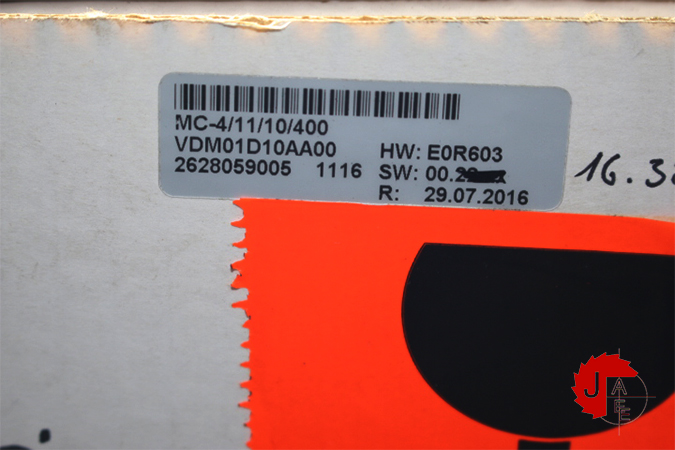 MC-4/11/10/400
VDM01D10AA00 HW: E0R603
2628059005 1116 SW: 00.
R: 29.07.2016
16.3
J A